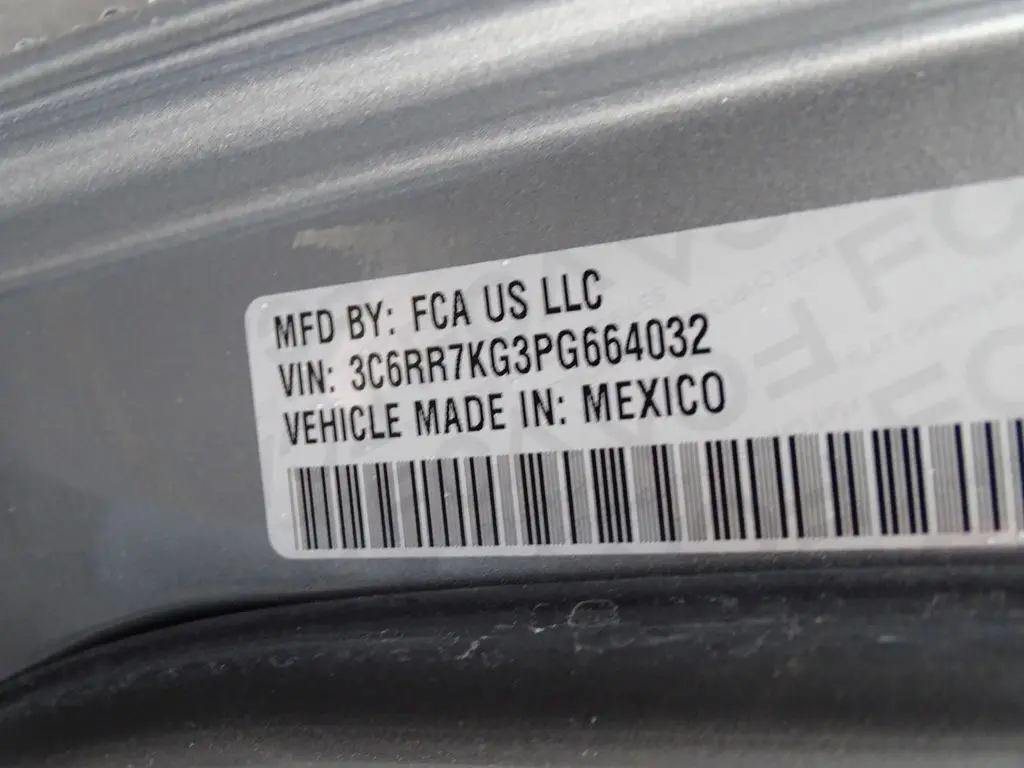 MFD BY: FCA US LLC
VIN: 3C6RR7KG3PG664032
VEHICLE MADE IN: MEXICO